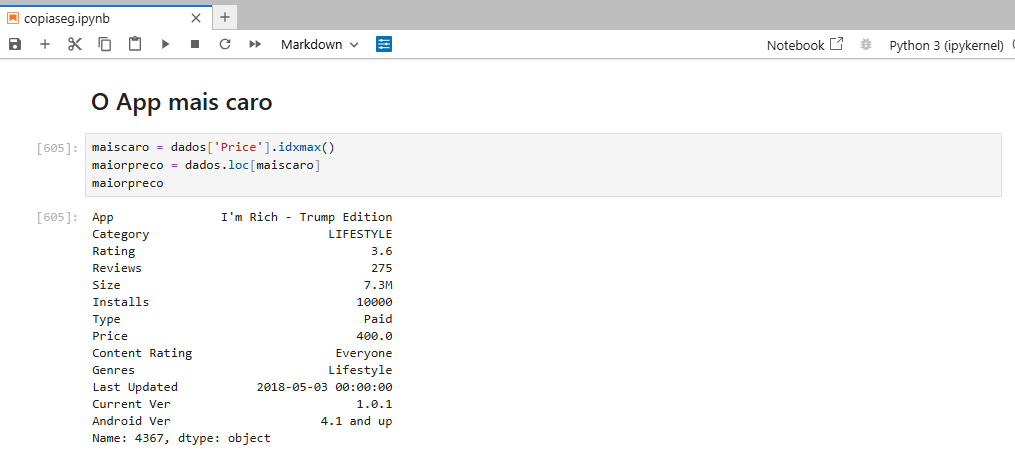 copiaseg.ipynb
Markdown
Notebook
Python 3 (ipykernel)
O App mais caro
[605]:
maiscaro = dados['Price'].idxmax()
maiorpreco = dados.loc[maiscaro]
maiorpreco
[605]:
App I'm Rich - Trump Edition
Category LIFESTYLE
Rating 3.6
Reviews 275
Size 7.3M
Installs 10000
Type Paid
Price 400.0
Content Rating Everyone
Genres Lifestyle
Last Updated 2018-05-03 00:00:00
Current Ver 1.0.1
Android Ver 4.1 and up
Name: 4367, dtype: object